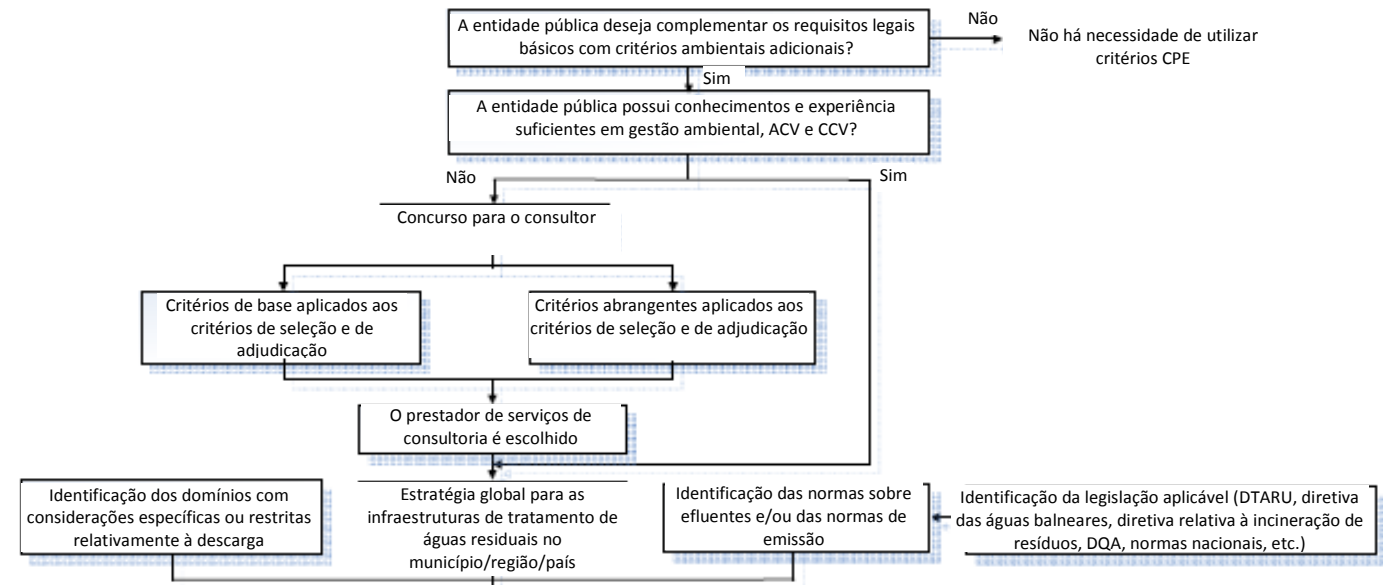 A entidade pública deseja complementar os requisitos legais
básicos com critérios ambientais adicionais?
Não
Não há necessidade de utilizar
critérios CPE
Sim
A entidade pública possui conhecimentos e experiência
suficientes em gestão ambiental, ACV e CCV?
Não
Sim
Concurso para o consultor
Critérios de base aplicados aos
critérios de seleção e de
adjudicação
Critérios abrangentes aplicados aos
critérios de seleção e de adjudicação
O prestador de serviços de
consultoria é escolhido
Identificação dos domínios com
considerações específicas ou restritas
relativamente à descarga
Estratégia global para as
infraestruturas de tratamento de
águas residuais no
município/região/país
Identificação das normas sobre
efluentes e/ou das normas de
emissão
Identificação da legislação aplicável (DTARU, diretiva
das águas balneares, diretiva relativa à incineração de
resíduos, DQA, normas nacionais, etc.)